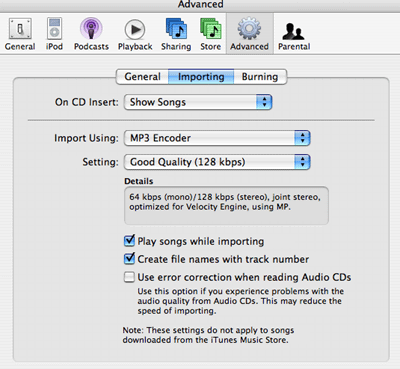 Advanced
General iPod Podcasts Playback Sharing Store Advanced Parental
General Importing Burning
On CD Insert: Show Songs
Import Using: MP3 Encoder
Setting: Good Quality (128 kbps)
Details
64 kbps (mono)/128 kbps (stereo), joint stereo,
optimized for Velocity Engine, using MP.
Play songs while importing
Create file names with track number
Use error correction when reading Audio CDs
Use this option if you experience problems with the
audio quality from Audio CDs. This may reduce the
speed of importing.
Note: These settings do not apply to songs
downloaded from the iTunes Music Store.